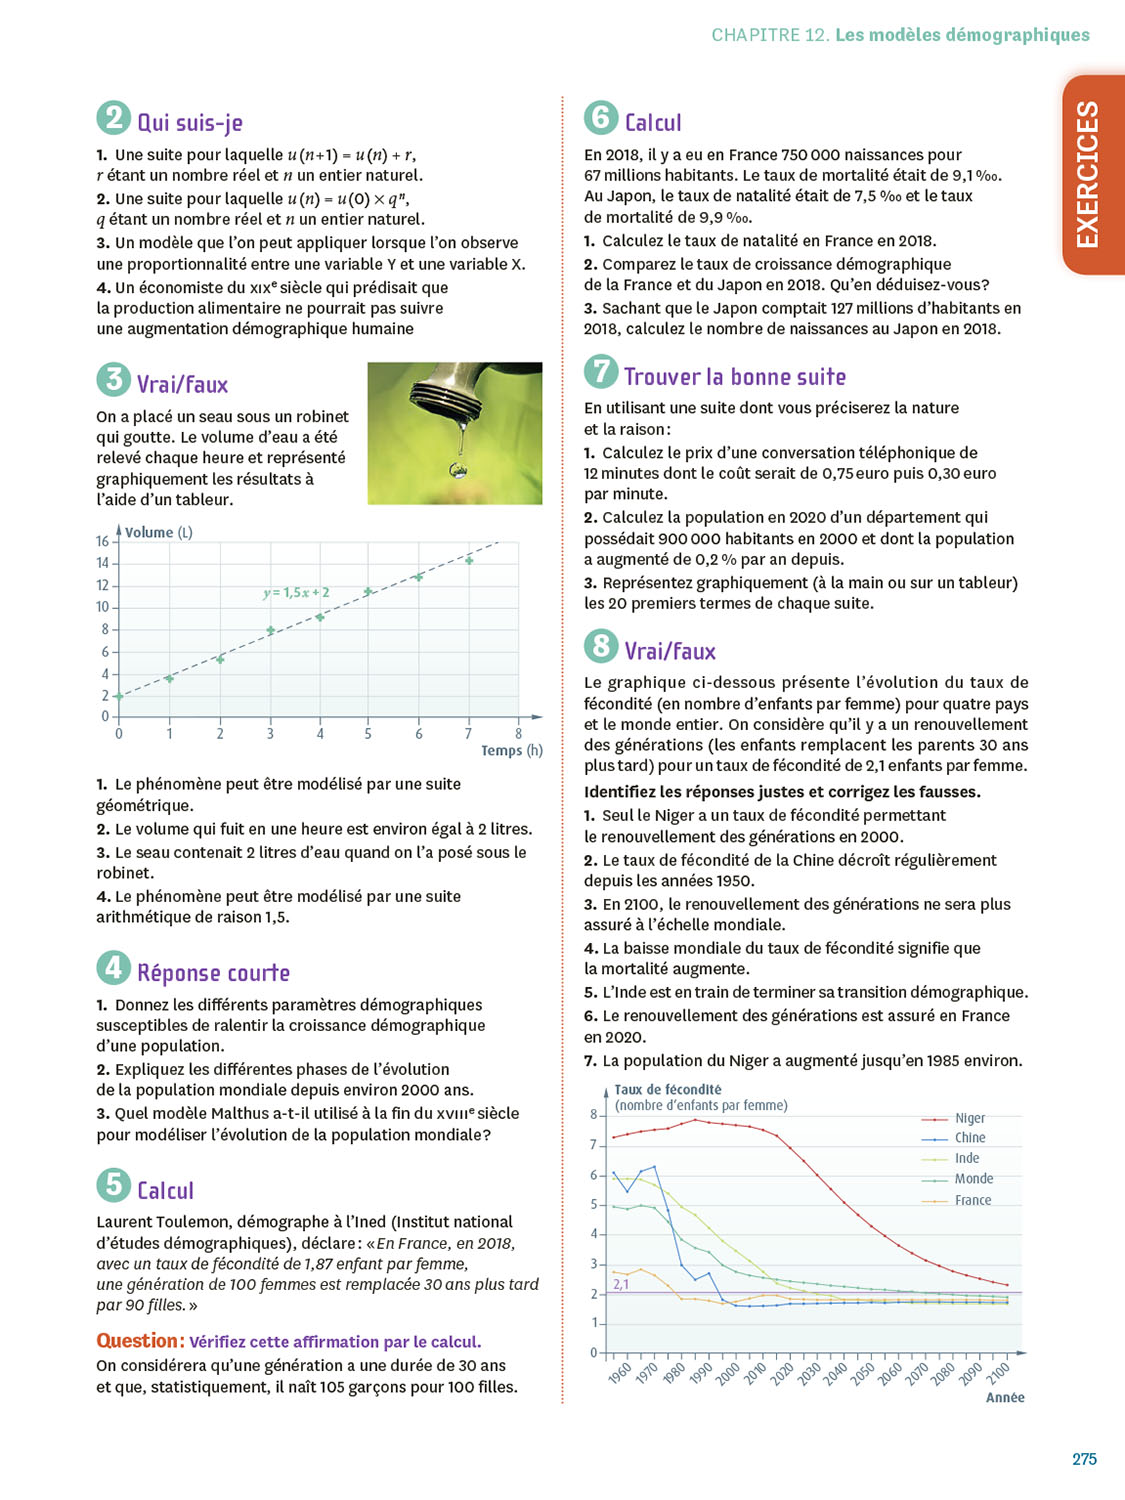 CHAPITRE 12. Les modèles démographiques
EXERCICES
2 Qui suis-je
1. Une suite pour laquelle u(n+1) = u(n) + r,
r étant un nombre réel et n un entier naturel.
2. Une suite pour laquelle u(n) = u(0) × qⁿ,
q étant un nombre réel et n un entier naturel.
3. Un modèle que l’on peut appliquer lorsque l’on observe
une proportionnalité entre une variable Y et une variable X.
4. Un économiste du XIXᵉ siècle qui prédisait que
la production alimentaire ne pourrait pas suivre
une augmentation démographique humaine
3 Vrai/faux
On a placé un seau sous un robinet
qui goutte. Le volume d’eau a été
relevé chaque heure et représenté
graphiquement les résultats à
l’aide d’un tableur.
Volume (L)
16
14
12
10
8
6
4
2
0
y = 1,5x + 2
0 1 2 3 4 5 6 7 8
Temps (h)
1. Le phénomène peut être modélisé par une suite
géométrique.
2. Le volume qui fuit en une heure est environ égal à 2 litres.
3. Le seau contenait 2 litres d’eau quand on l’a posé sous le
robinet.
4. Le phénomène peut être modélisé par une suite
arithmétique de raison 1,5.
4 Réponse courte
1. Donnez les différents paramètres démographiques
susceptibles de ralentir la croissance démographique
d’une population.
2. Expliquez les différentes phases de l’évolution
de la population mondiale depuis environ 2000 ans.
3. Quel modèle Malthus a-t-il utilisé à la fin du XVIIIᵉ siècle
pour modéliser l’évolution de la population mondiale ?
5 Calcul
Laurent Toulemon, démographe à l’Ined (Institut national
d’études démographiques), déclare : « En France, en 2018,
avec un taux de fécondité de 1,87 enfant par femme,
une génération de 100 femmes est remplacée 30 ans plus tard
par 90 filles. »
Question : Vérifiez cette affirmation par le calcul.
On considérera qu’une génération a une durée de 30 ans
et que, statistiquement, il naît 105 garçons pour 100 filles.
6 Calcul
En 2018, il y a eu en France 750 000 naissances pour
67 millions habitants. Le taux de mortalité était de 9,1 ‰.
Au Japon, le taux de natalité était de 7,5 ‰ et le taux
de mortalité de 9,9 ‰.
1. Calculez le taux de natalité en France en 2018.
2. Comparez le taux de croissance démographique
de la France et du Japon en 2018. Qu’en déduisez-vous ?
3. Sachant que le Japon comptait 127 millions d’habitants en
2018, calculez le nombre de naissances au Japon en 2018.
7 Trouver la bonne suite
En utilisant une suite dont vous préciserez la nature
et la raison :
1. Calculez le prix d’une conversation téléphonique de
12 minutes dont le coût serait de 0,75 euro puis 0,30 euro
par minute.
2. Calculez la population en 2020 d’un département qui
possédait 900 000 habitants en 2000 et dont la population
a augmenté de 0,2 % par an depuis.
3. Représentez graphiquement (à la main ou sur un tableur)
les 20 premiers termes de chaque suite.
8 Vrai/faux
Le graphique ci-dessous présente l’évolution du taux de
fécondité (en nombre d’enfants par femme) pour quatre pays
et le monde entier. On considère qu’il y a un renouvellement
des générations (les enfants remplacent les parents 30 ans
plus tard) pour un taux de fécondité de 2,1 enfants par femme.
Identifiez les réponses justes et corrigez les fausses.
1. Seul le Niger a un taux de fécondité permettant
le renouvellement des générations en 2000.
2. Le taux de fécondité de la Chine décroît régulièrement
depuis les années 1950.
3. En 2100, le renouvellement des générations ne sera plus
assuré à l’échelle mondiale.
4. La baisse mondiale du taux de fécondité signifie que
la mortalité augmente.
5. L’Inde est en train de terminer sa transition démographique.
6. Le renouvellement des générations est assuré en France
en 2020.
7. La population du Niger a augmenté jusqu’en 1985 environ.
Taux de fécondité
(nombre d’enfants par femme)
8
7
6
5
4
3
2
1
0
Niger
Chine
Inde
Monde
France
2,1
1960 1970 1980 1990 2000 2010 2020 2030 2040 2050 2060 2070 2080 2090 2100
Année
275